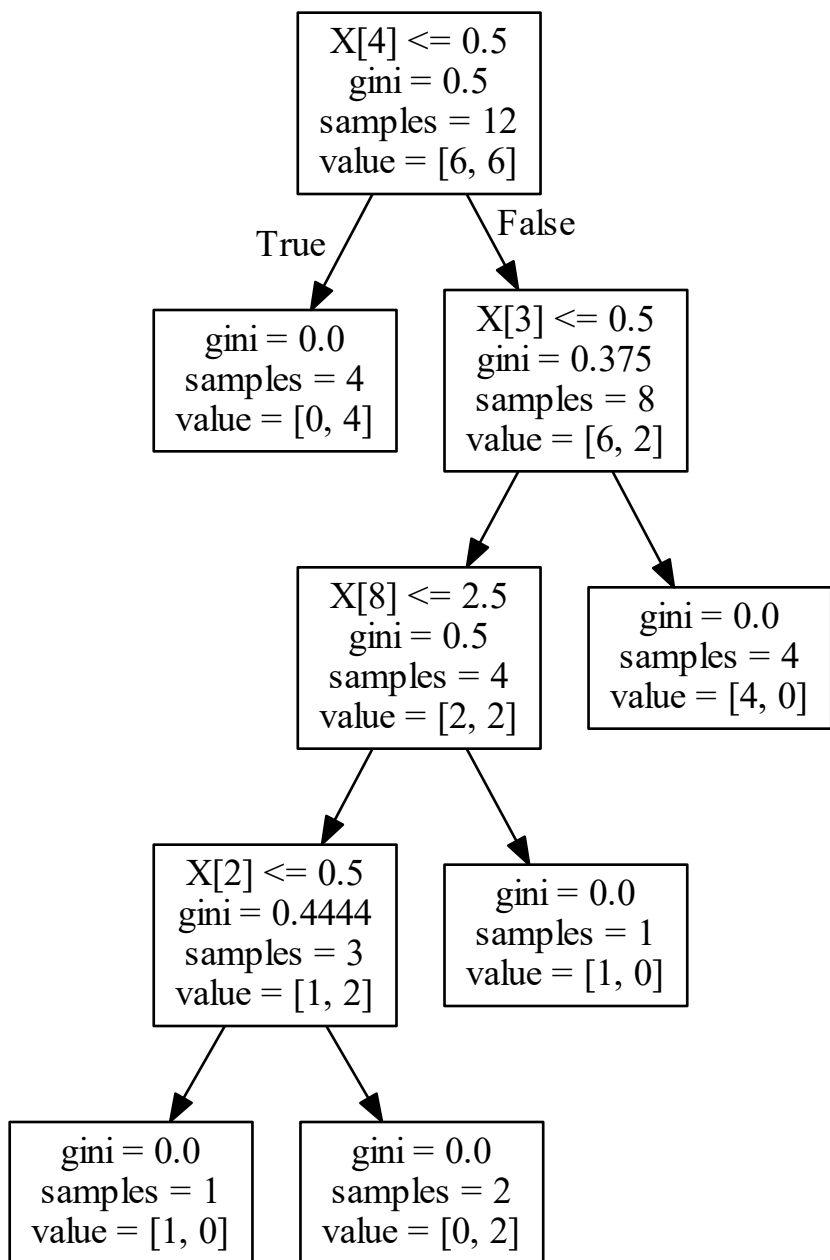 X[4] <= 0.5
gini = 0.5
samples = 12
value = [6, 6]
True
False
gini = 0.0
samples = 4
value = [0, 4]
X[3] <= 0.5
gini = 0.375
samples = 8
value = [6, 2]
X[8] <= 2.5
gini = 0.5
samples = 4
value = [2, 2]
gini = 0.0
samples = 4
value = [4, 0]
X[2] <= 0.5
gini = 0.4444
samples = 3
value = [1, 2]
gini = 0.0
samples = 1
value = [1, 0]
gini = 0.0
samples = 1
value = [1, 0]
gini = 0.0
samples = 2
value = [0, 2]